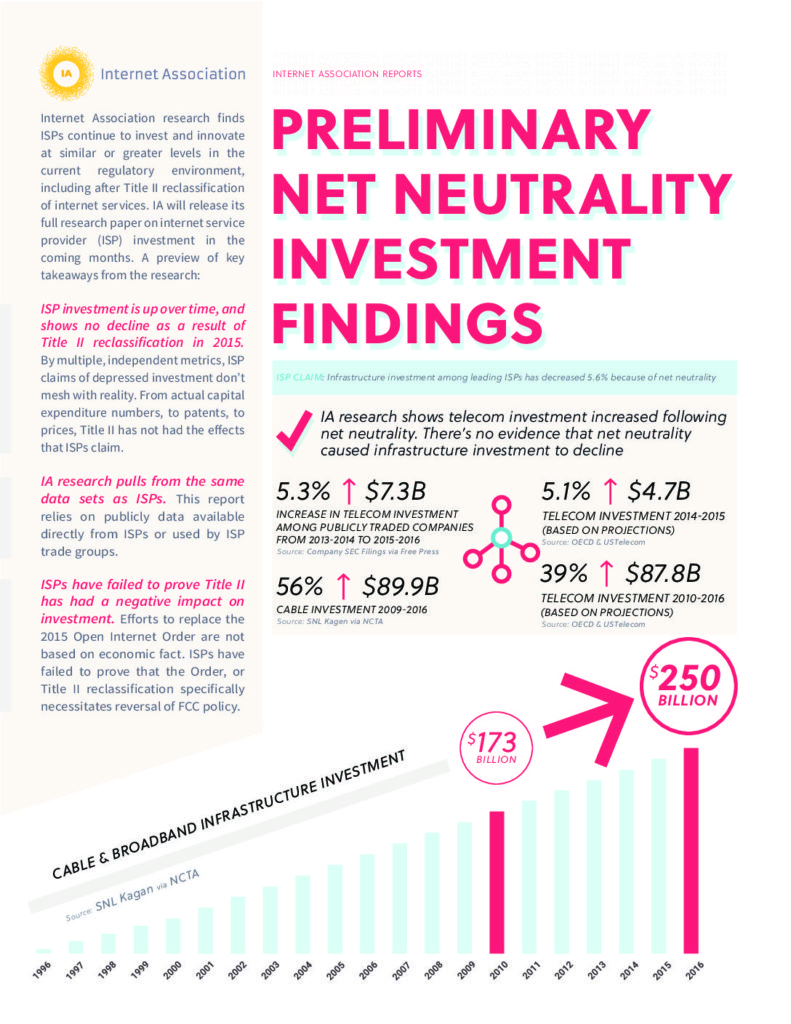 IA
Internet Association
Internet Association research finds
ISPs continue to invest and innovate
at similar or greater levels in the
current regulatory environment,
including after Title II reclassification
of internet services. IA will release its
full research paper on internet service
provider (ISP) investment in the
coming months. A preview of key
takeaways from the research:
ISP investment is up over time, and
shows no decline as a result of
Title II reclassification in 2015.
By multiple, independent metrics, ISP
claims of depressed investment don't
mesh with reality. From actual capital
expenditure numbers, to patents, to
prices, Title II has not had the effects
that ISPs claim.
IA research pulls from the same
data sets as ISPs. This report
relies on publicly data available
directly from ISPs or used by ISP
trade groups.
ISPs have failed to prove Title II
has had a negative impact on
investment. Efforts to replace the
2015 Open Internet Order are not
based on economic fact. ISPs have
failed to prove that the Order, or
Title II reclassification specifically
necessitates reversal of FCC policy.
INTERNET ASSOCIATION REPORTS
PRELIMINARY
NET NEUTRALITY
INVESTMENT
FINDINGS
ISP CLAIM: Infrastructure investment among leading ISPs has decreased 5.6% because of net neutrality
IA research shows telecom investment increased following
net neutrality. There's no evidence that net neutrality
caused infrastructure investment to decline
5.3% ↑ $7.3B
INCREASE IN TELECOM INVESTMENT
AMONG PUBLICLY TRADED COMPANIES
FROM 2013-2014 TO 2015-2016
Source: Company SEC Filings via Free Press
56% ↑ $89.9B
CABLE INVESTMENT 2009-2016
Source: SNL Kagen via NCTA
5.1% ↑ $4.7B
TELECOM INVESTMENT 2014-2015
(BASED ON PROJECTIONS)
Source: OECD & USTelecom
39% ↑ $87.8B
TELECOM INVESTMENT 2010-2016
(BASED ON PROJECTIONS)
Source: OECD & USTelecom
$250
BILLION
$173
BILLION
CABLE & BROADBAND INFRASTRUCTURE INVESTMENT
Source: SNL Kagan via NCTA
1996 1997 1998 1999 2000 2001 2002 2003 2004 2005 2006 2007 2008 2009 2010 2011 2012 2013 2014 2015 2016